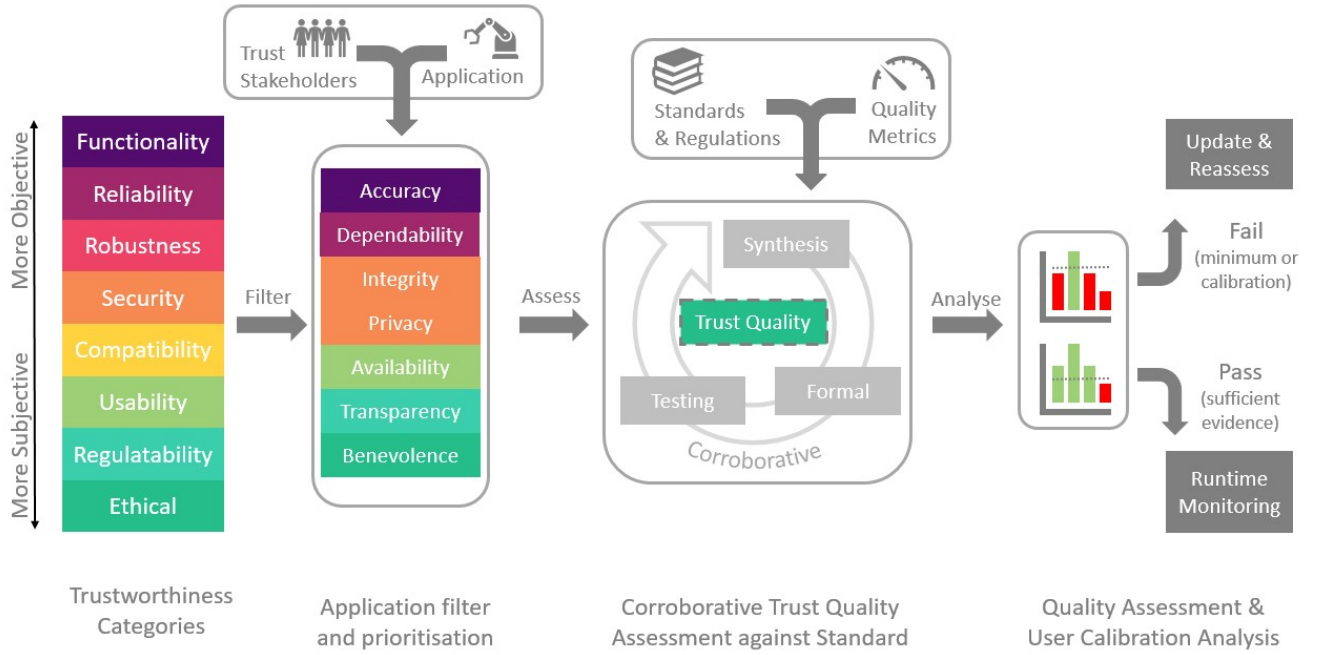 More Objective
More Subjective
Functionality
Reliability
Robustness
Security
Compatibility
Usability
Regulatability
Ethical
Trustworthiness
Categories
Filter
Trust
Stakeholders
Application
Accuracy
Dependability
Integrity
Privacy
Availability
Transparency
Benevolence
Application filter
and prioritisation
Assess
Standards
& Regulations
Quality
Metrics
Synthesis
Trust Quality
Testing
Formal
Corroborative
Corroborative Trust Quality
Assessment against Standard
Analyse
Update &
Reassess
Fail
(minimum or
calibration)
Pass
(sufficient
evidence)
Runtime
Monitoring
Quality Assessment &
User Calibration Analysis